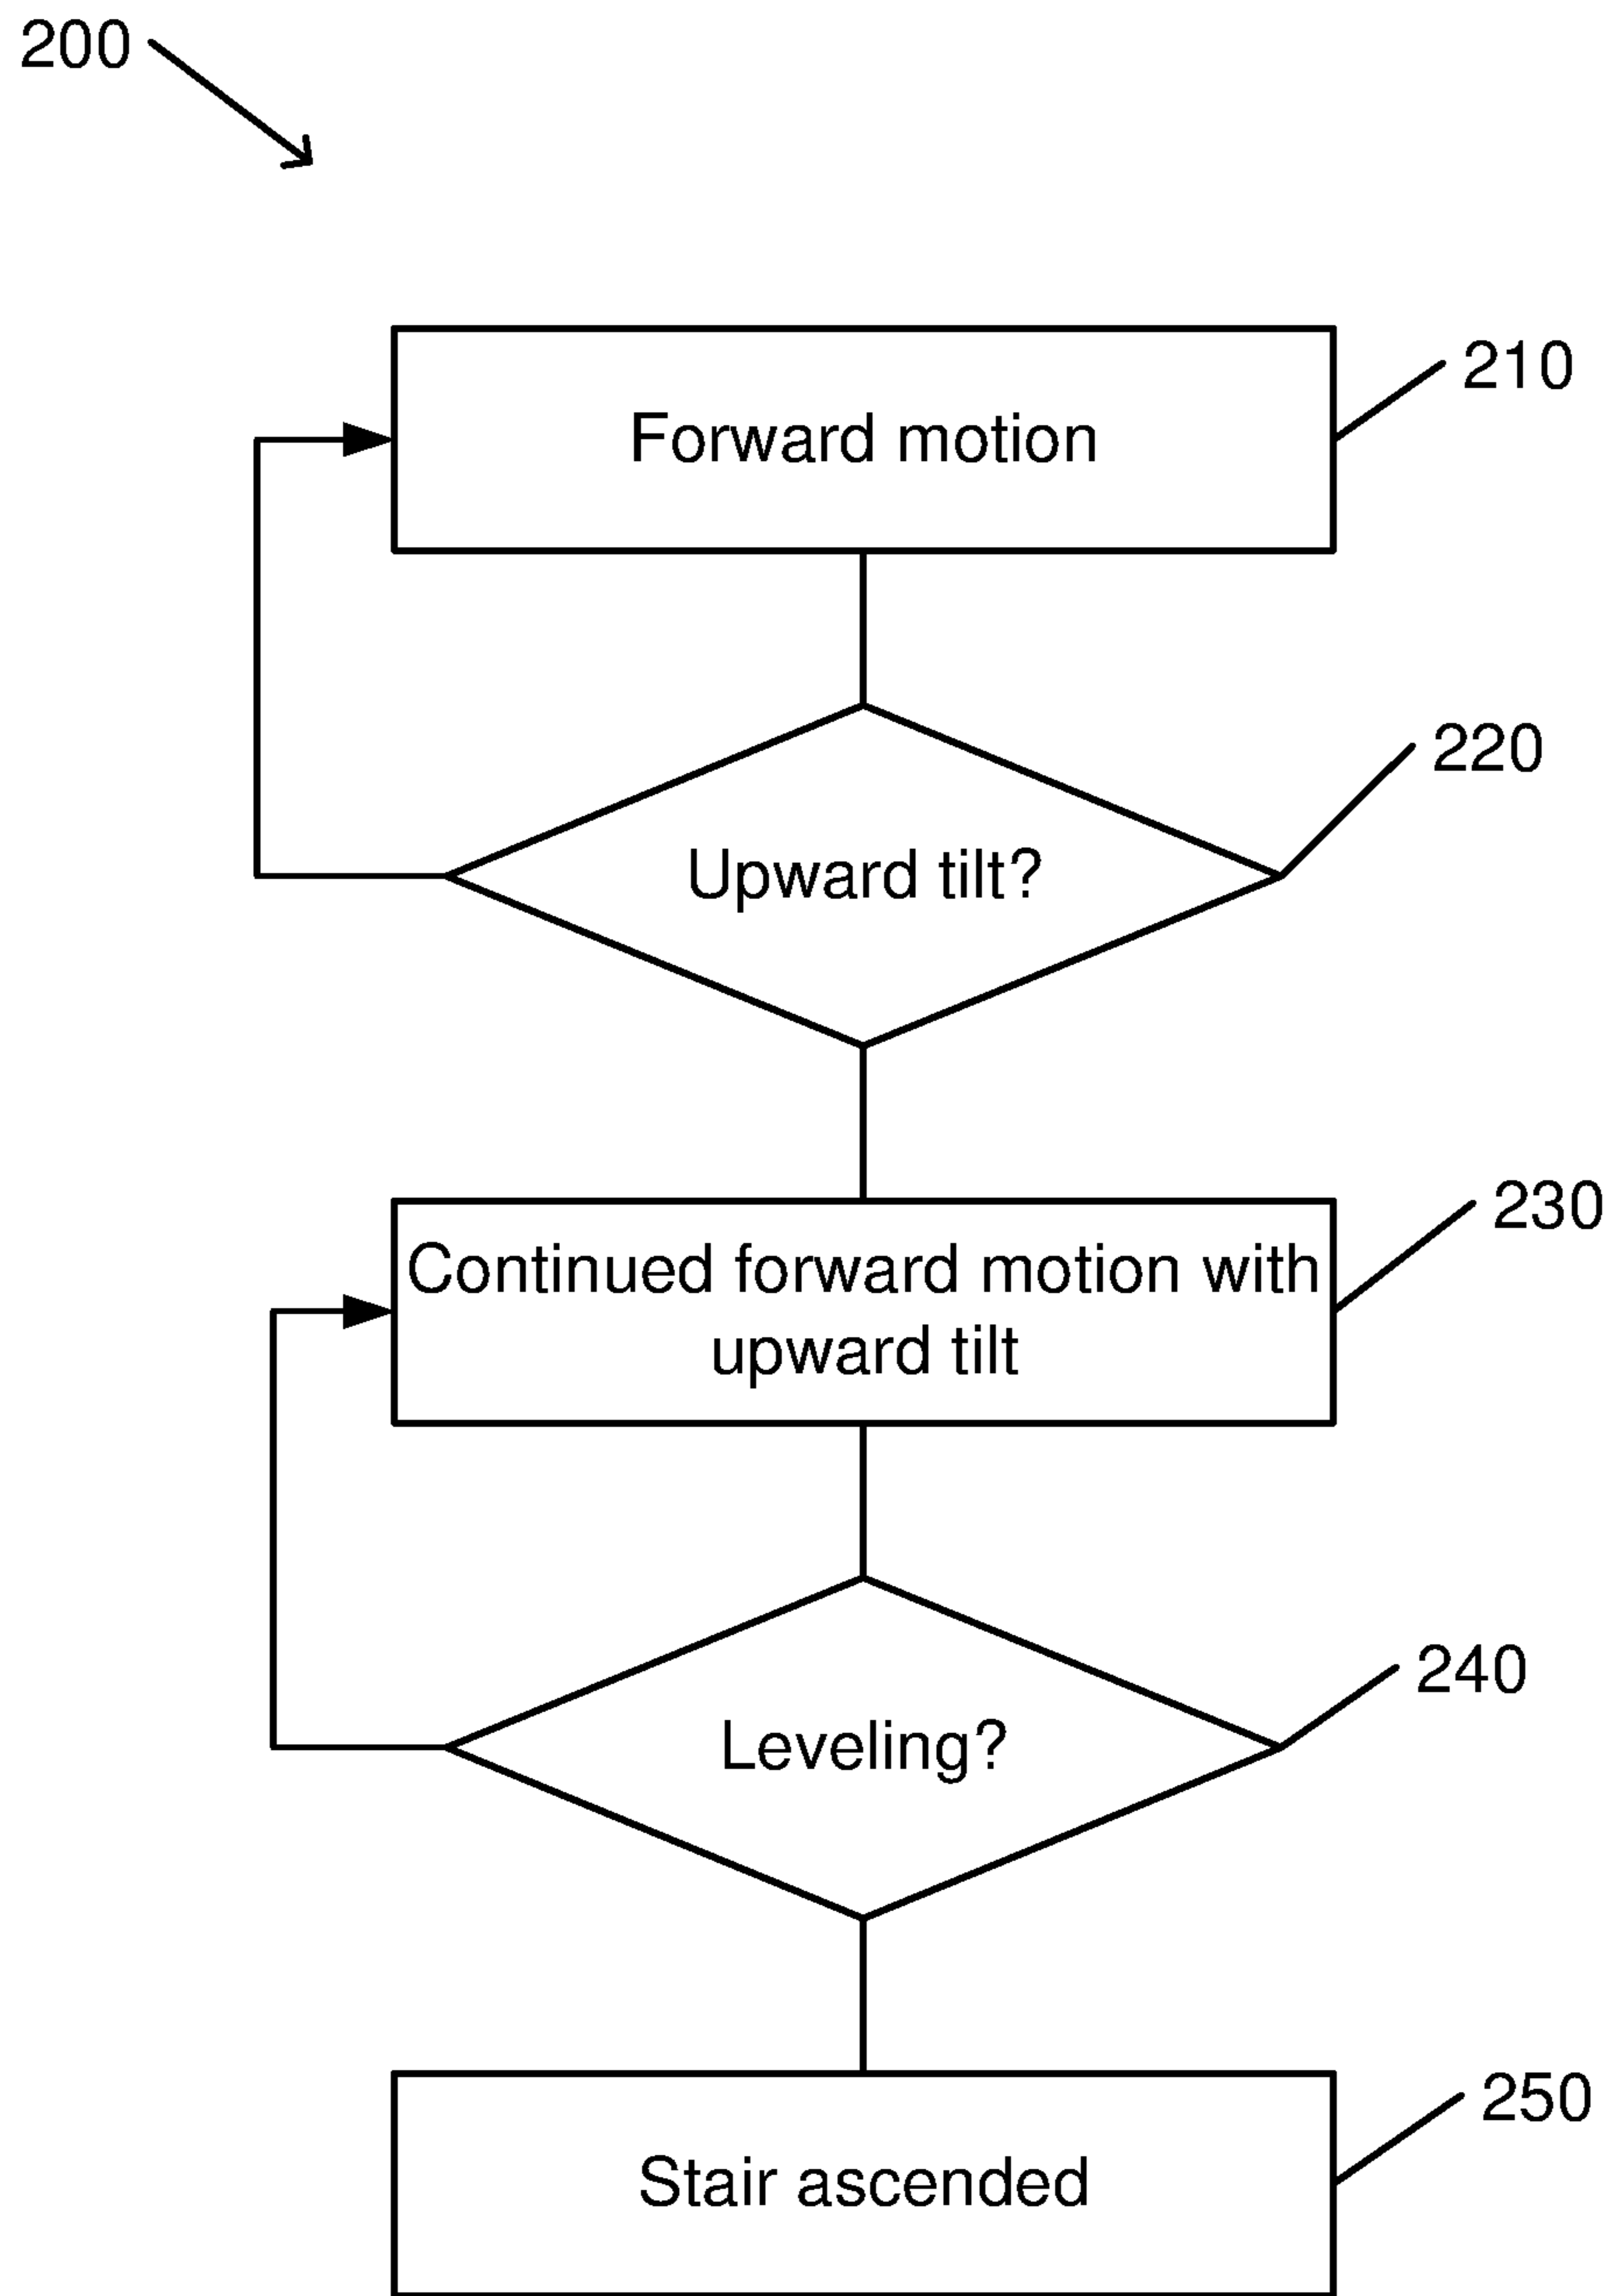 200
Forward motion
210
Upward tilt?
220
Continued forward motion with
upward tilt
230
Leveling?
240
Stair ascended
250